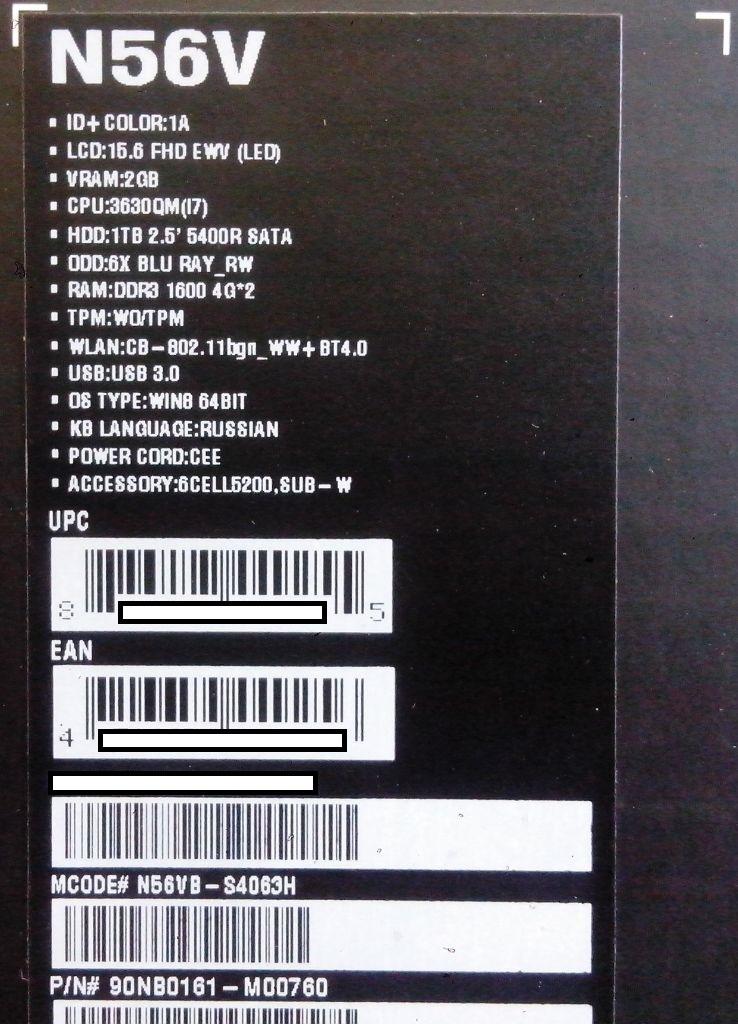 N56V
▪ ID+ COLOR:1A
▪ LCD:15.6 FHD EWV (LED)
▪ VRAM:2GB
▪ CPU:3630QM(I7)
▪ HDD:1TB 2.5' 5400R SATA
▪ ODD:6X BLU RAY_RW
▪ RAM:DDR3 1600 4G*2
▪ TPM:WO/TPM
▪ WLAN:CB-802.11bgn_WW+BT4.0
▪ USB:USB 3.0
▪ OS TYPE:WIN8 64BIT
▪ KB LANGUAGE:RUSSIAN
▪ POWER CORD:CEE
▪ ACCESSORY:6CELL5200,SUB-W
UPC
8 5
EAN
4
MCODE# N56VB-S4063H
P/N# 90NB0161-M00760